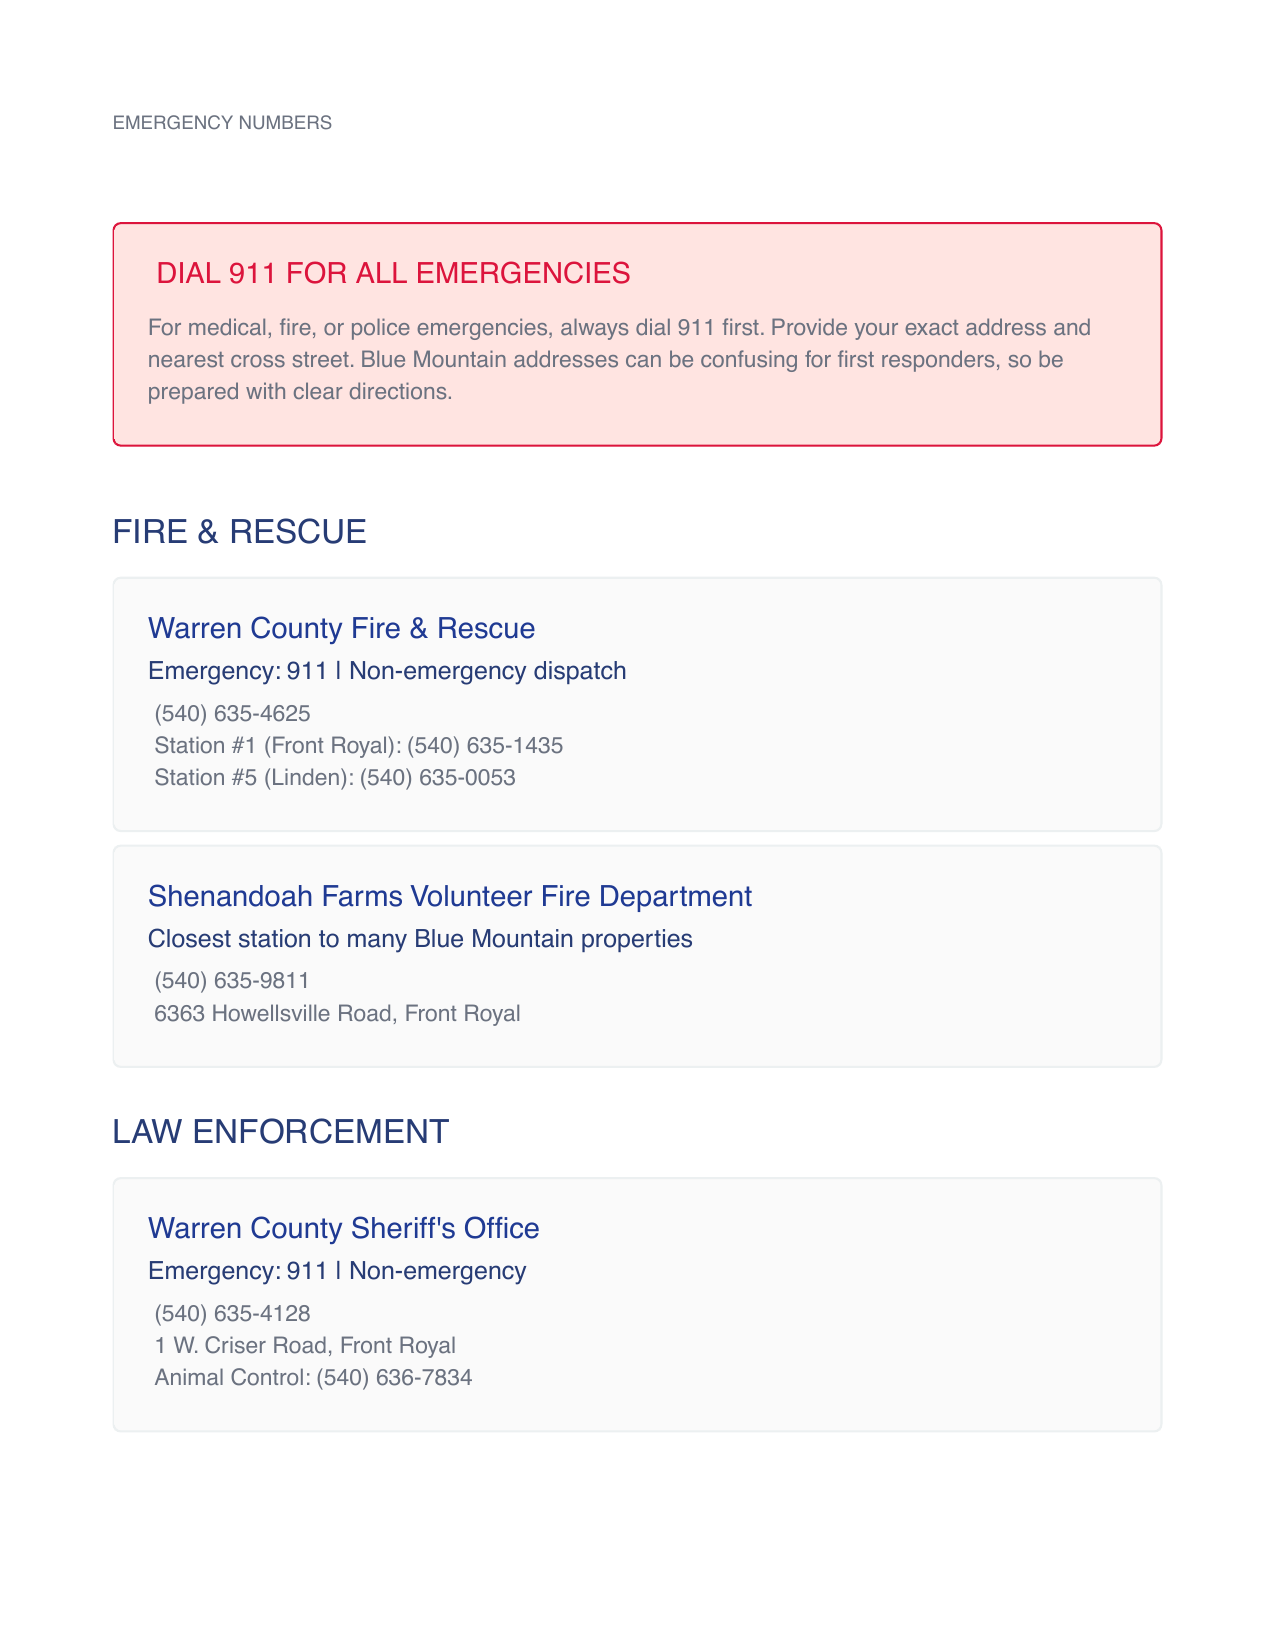 EMERGENCY NUMBERS
DIAL 911 FOR ALL EMERGENCIES
For medical, fire, or police emergencies, always dial 911 first. Provide your exact address and
nearest cross street. Blue Mountain addresses can be confusing for first responders, so be
prepared with clear directions.
FIRE & RESCUE
Warren County Fire & Rescue
Emergency: 911 | Non-emergency dispatch
(540) 635-4625
Station #1 (Front Royal): (540) 635-1435
Station #5 (Linden): (540) 635-0053
Shenandoah Farms Volunteer Fire Department
Closest station to many Blue Mountain properties
(540) 635-9811
6363 Howellsville Road, Front Royal
LAW ENFORCEMENT
Warren County Sheriff's Office
Emergency: 911 | Non-emergency
(540) 635-4128
1 W. Criser Road, Front Royal
Animal Control: (540) 636-7834